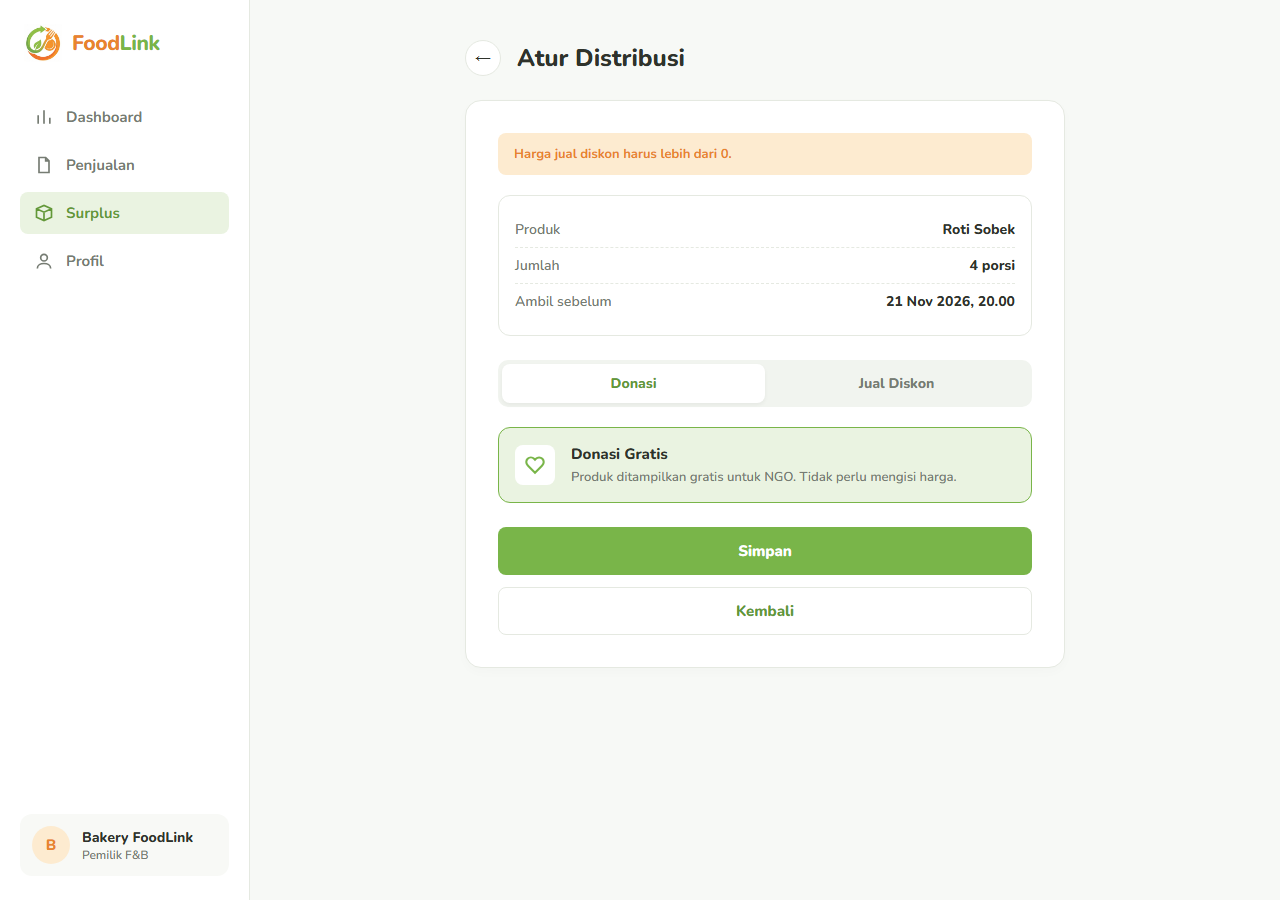 FoodLink
Dashboard
Penjualan
Surplus
Profil
Bakery FoodLink
B
Pemilik F&B
← Atur Distribusi
Harga jual diskon harus lebih dari 0.
Produk Roti Sobek
Jumlah 4 porsi
Ambil sebelum 21 Nov 2026, 20.00
Donasi Jual Diskon
Donasi Gratis
Produk ditampilkan gratis untuk NGO. Tidak perlu mengisi harga.
Simpan
Kembali